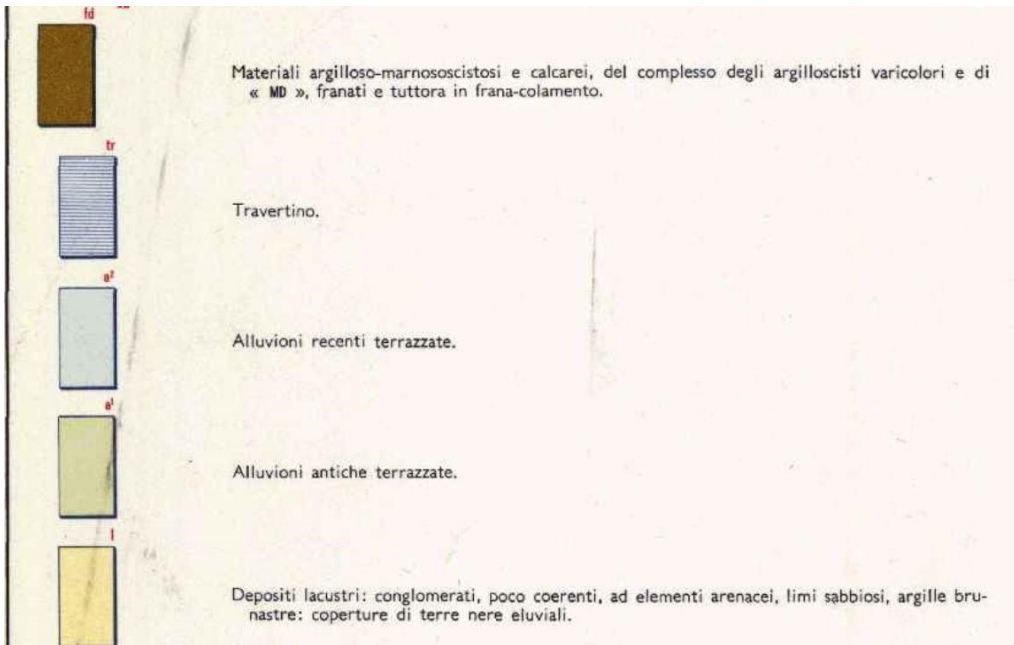 fd
Materiali argilloso-marnososcistosi e calcarei, del complesso degli argilloscisti varicolori e di
« MD », franati e tuttora in frana-colamento.
tr
Travertino.
a²
Alluvioni recenti terrazzate.
a¹
Alluvioni antiche terrazzate.
l
Depositi lacustri: conglomerati, poco coerenti, ad elementi arenacei, limi sabbiosi, argille bru-
nastre: coperture di terre nere eluviali.